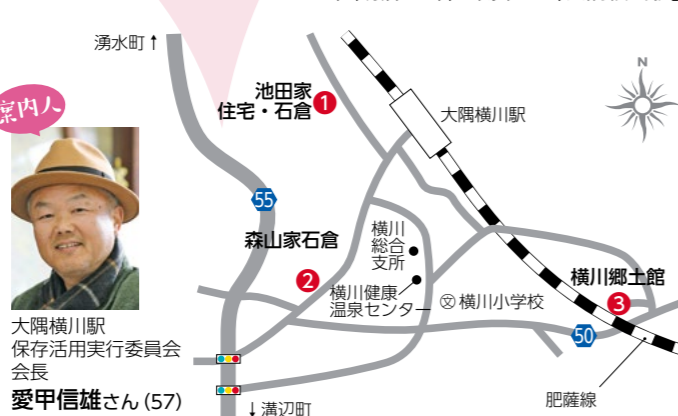 湧水町↑
案内人
池田家
住宅・石倉
1
大隅横川駅
N
55
森山家石倉
2
横川
総合
支所
横川健康
温泉センター
文 横川小学校
横川郷土館
3
50
肥薩線
↓溝辺町
大隅横川駅
保存活用実行委員会
会長
愛甲信雄さん (57)